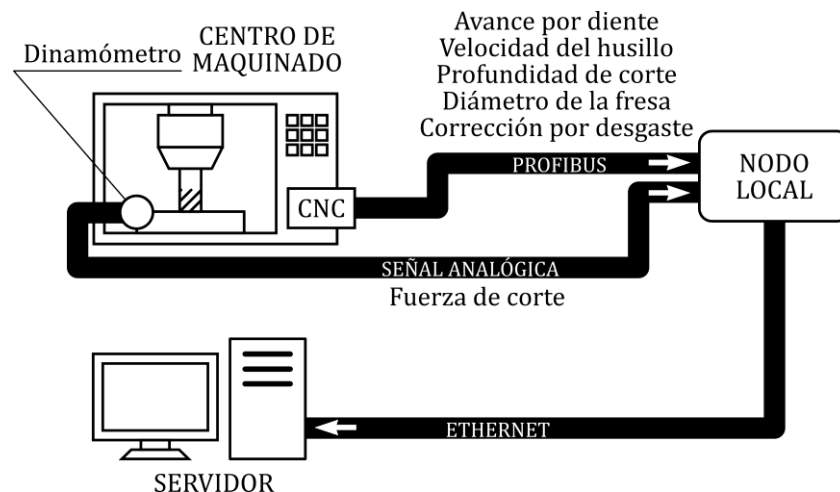 Dinamómetro
CENTRO DE
MAQUINADO
Avance por diente
Velocidad del husillo
Profundidad de corte
Diámetro de la fresa
Corrección por desgaste
PROFIBUS
NODO
LOCAL
CNC
SEÑAL ANALÓGICA
Fuerza de corte
ETHERNET
SERVIDOR